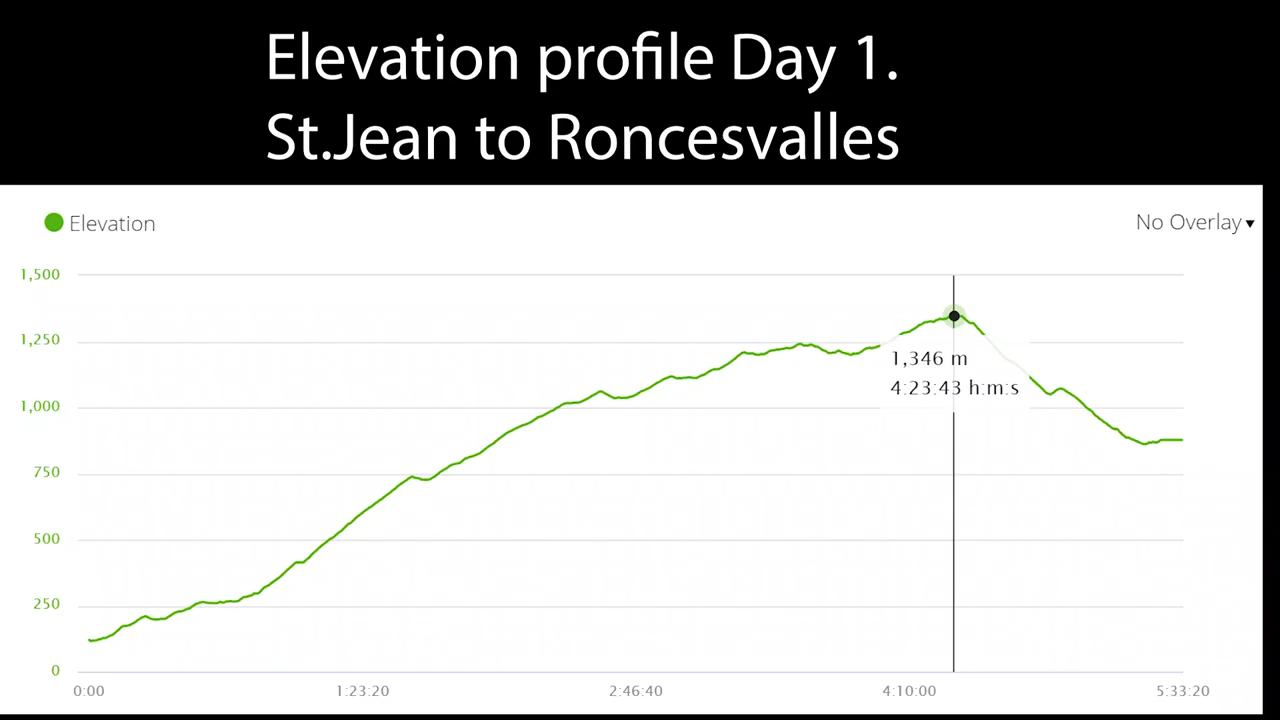 Elevation profile Day 1.
St.Jean to Roncesvalles
Elevation
No Overlay▾
1,500
1,250
1,000
750
500
250
0
1,346 m
4:23:43 h:m:s
0:00
1:23:20
2:46:40
4:10:00
5:33:20